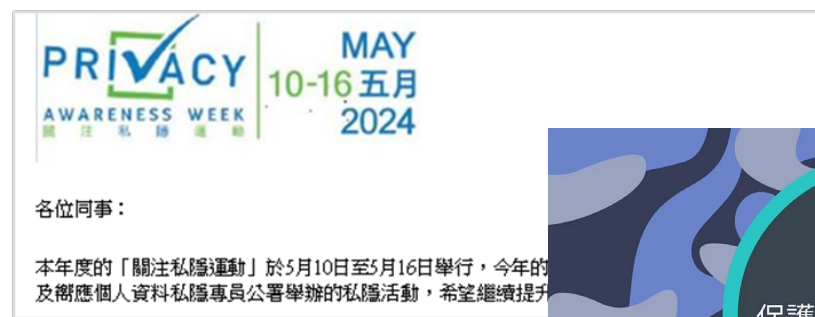 PRIVACY
AWARENESS WEEK
關注私隱運動
MAY
10-16 五月
2024
各位同事：
本年度的「關注私隱運動」於5月10日至5月16日舉行，今年的
及嚮應個人資料私隱專員公署舉辦的私隱活動，希望繼續提升
保護